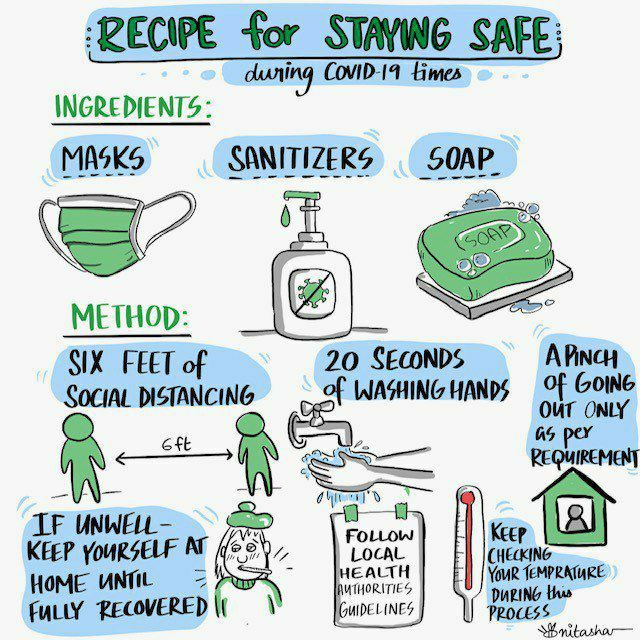 RECIPE for STAYING SAFE
during COVID-19 times
INGREDIENTS:
MASKS
SANITIZERS
SOAP
SOAP
METHOD:
SIX FEET of
SOCIAL DISTANCING
6ft
20 SECONDS
of WASHING HANDS
A PINCH
of GOING
OUT ONLY
as per
REQUIREMENT
IF UNWELL-
KEEP YOURSELF AT
HOME UNTIL
FULLY RECOVERED
FOLLOW
LOCAL
HEALTH
AUTHORITIES
GUIDELINES
KEEP
CHECKING
YOUR TEMPRATURE
DURING this
PROCESS